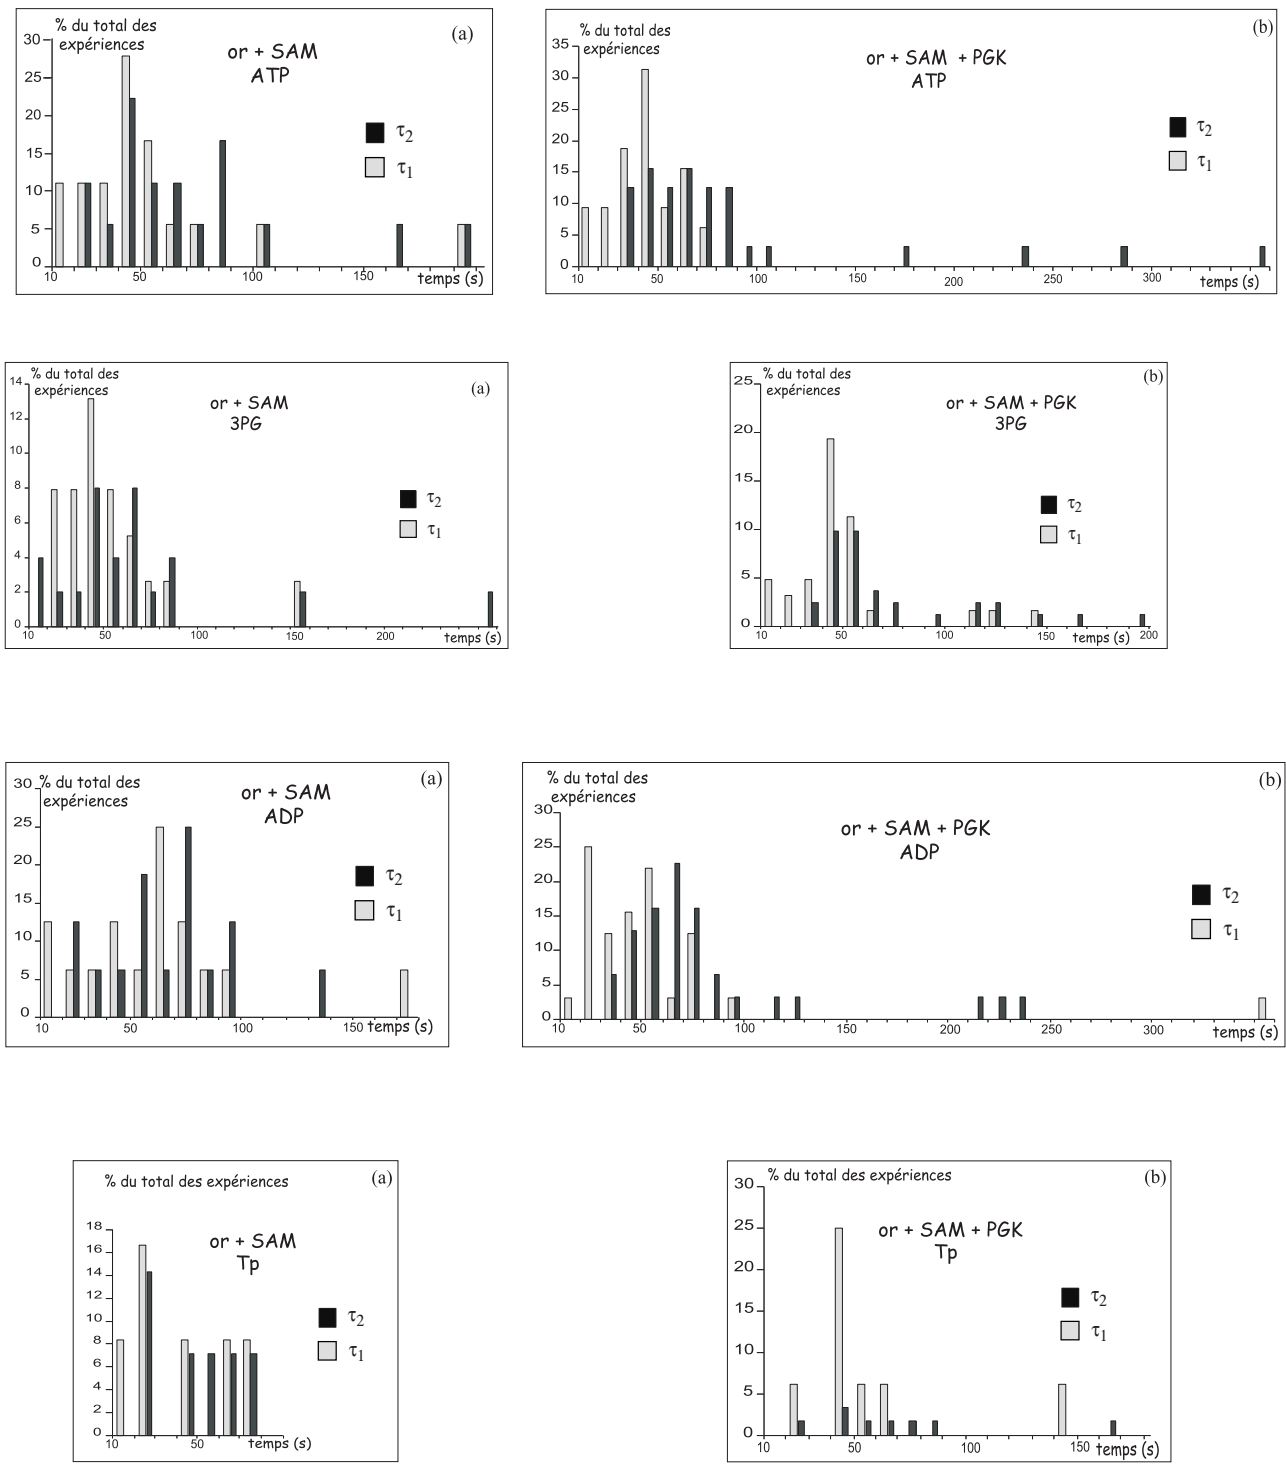 % du total des
expériences
(a)
or + SAM
ATP
τ2
τ1
30
25
20
15
10
5
0
10 50 100 150
temps (s)
% du total des
expériences
(b)
or + SAM + PGK
ATP
τ2
τ1
35
30
25
20
15
10
5
0
10 50 100 150 200 250 300
temps (s)
% du total des
expériences
(a)
or + SAM
3PG
τ2
τ1
14
12
10
8
6
4
2
0
10 50 100 150 200
temps (s)
% du total des
expériences
(b)
or + SAM + PGK
3PG
τ2
τ1
25
20
15
10
5
0
10 50 100 150 200
temps (s)
% du total des
expériences
(a)
or + SAM
ADP
τ2
τ1
30
25
20
15
10
5
0
10 50 100 150
temps (s)
% du total des
expériences
(b)
or + SAM + PGK
ADP
τ2
τ1
30
25
20
15
10
5
0
10 50 100 150 200 250 300
temps (s)
% du total des expériences
(a)
or + SAM
Tp
τ2
τ1
18
16
14
12
10
8
6
4
2
0
10 50
temps (s)
% du total des expériences
(b)
or + SAM + PGK
Tp
τ2
τ1
30
25
20
15
10
5
0
10 50 100 150
temps (s)